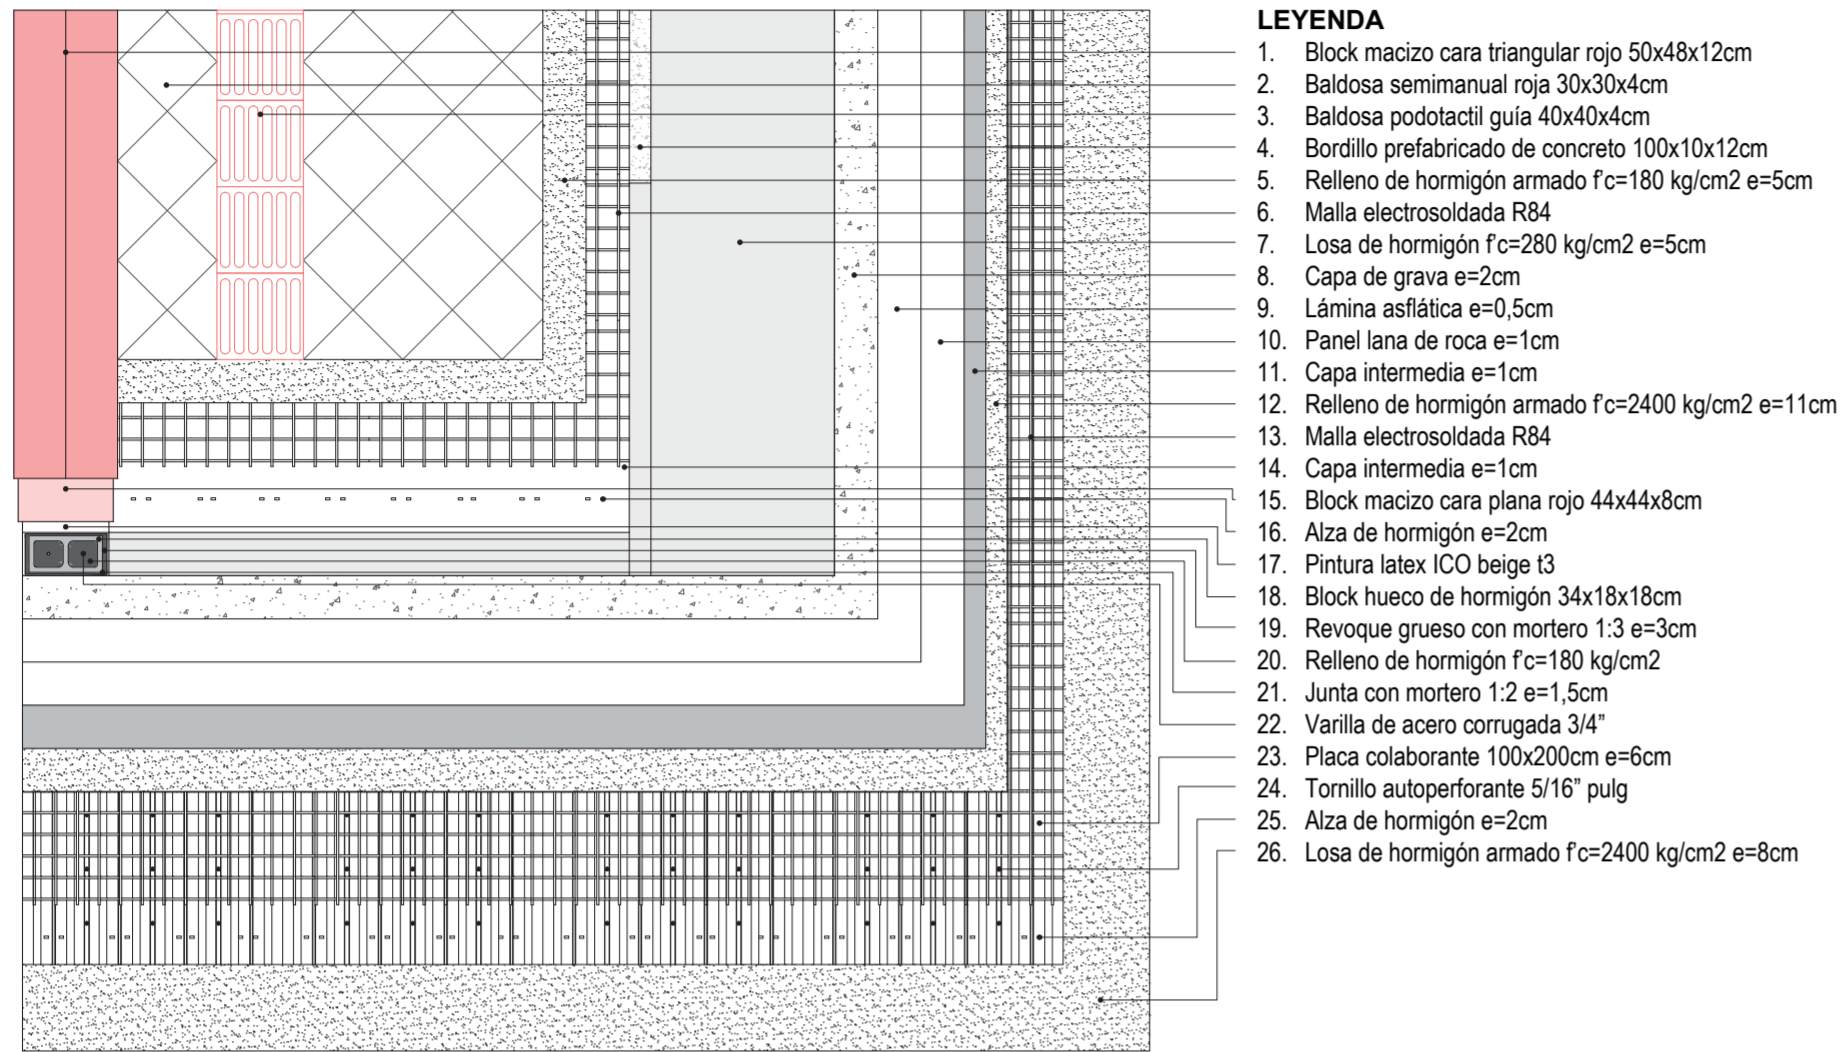 LEYENDA
1. Block macizo cara triangular rojo 50x48x12cm
2. Baldosa semimanual roja 30x30x4cm
3. Baldosa podotactil guía 40x40x4cm
4. Bordillo prefabricado de concreto 100x10x12cm
5. Relleno de hormigón armado f'c=180 kg/cm2 e=5cm
6. Malla electrosoldada R84
7. Losa de hormigón f'c=280 kg/cm2 e=5cm
8. Capa de grava e=2cm
9. Lámina asflática e=0,5cm
10. Panel lana de roca e=1cm
11. Capa intermedia e=1cm
12. Relleno de hormigón armado f'c=2400 kg/cm2 e=11cm
13. Malla electrosoldada R84
14. Capa intermedia e=1cm
15. Block macizo cara plana rojo 44x44x8cm
16. Alza de hormigón e=2cm
17. Pintura latex ICO beige t3
18. Block hueco de hormigón 34x18x18cm
19. Revoque grueso con mortero 1:3 e=3cm
20. Relleno de hormigón f'c=180 kg/cm2
21. Junta con mortero 1:2 e=1,5cm
22. Varilla de acero corrugada 3/4”
23. Placa colaborante 100x200cm e=6cm
24. Tornillo autoperforante 5/16” pulg
25. Alza de hormigón e=2cm
26. Losa de hormigón armado f'c=2400 kg/cm2 e=8cm